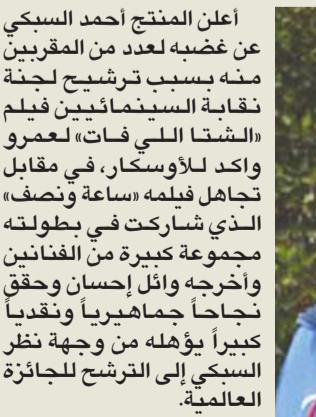 أعلن المنتج أحمد السبكي
عن غضبه لعدد من المقربين
منه بسبب ترشيح لجنة
نقابة السينمائيين فيلم
«الشتا اللي فات» لعمرو
واكد للأوسكار، في مقابل
تجاهل فيلمه «ساعة ونصف»
الذي شاركت في بطولته
مجموعة كبيرة من الفنانين
وأخرجه وائل إحسان وحقق
نجاحاً جماهيرياً ونقدياً
كبيراً يؤهله من وجهة نظر
السبكي إلى الترشح للجائزة
العالمية.